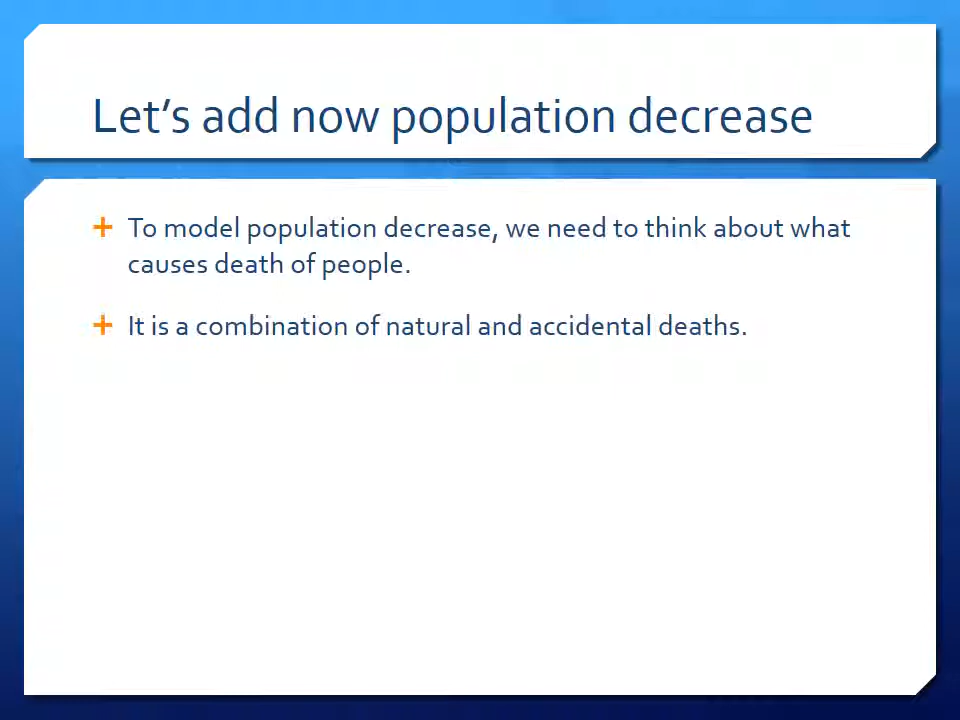 Let's add now population decrease
To model population decrease, we need to think about what
causes death of people.
It is a combination of natural and accidental deaths.